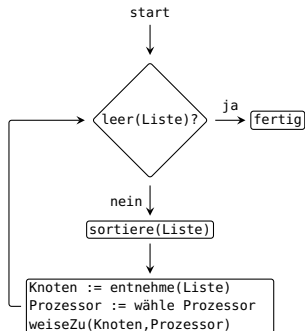 start
leer(Liste)?
ja
fertig
nein
sortiere(Liste)
Knoten := entnehme(Liste)
Prozessor := wähle Prozessor
weiseZu(Knoten,Prozessor)